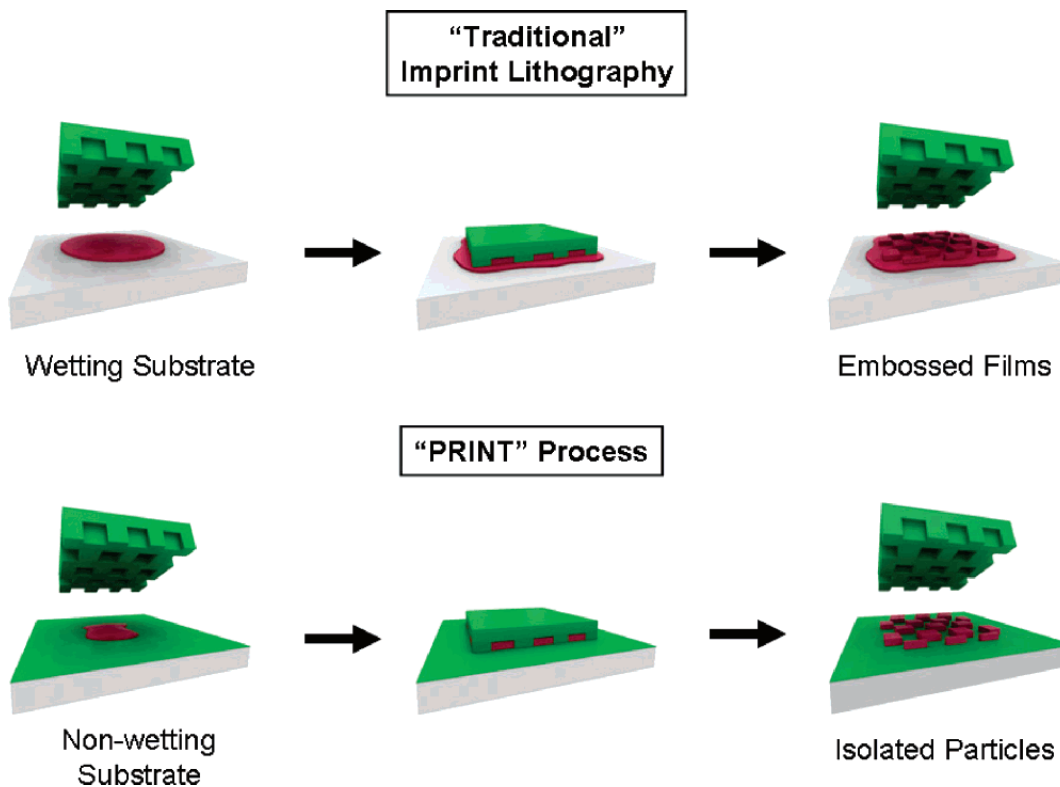 “Traditional”
Imprint Lithography
Wetting Substrate
Embossed Films
“PRINT” Process
Non-wetting
Substrate
Isolated Particles